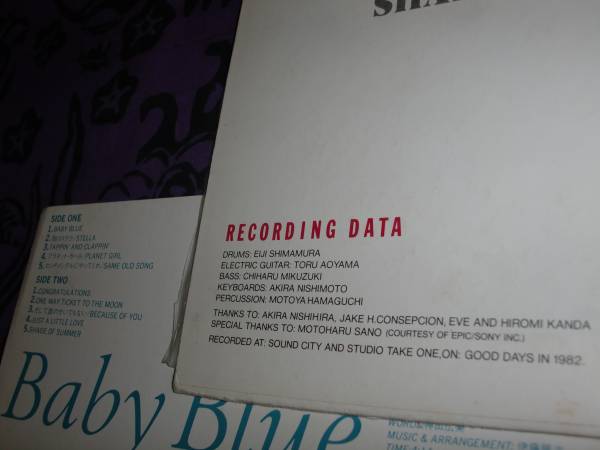 SIDE ONE
1. BABY BLUE
STELLA
3. TAPPIN' AND CLAPPIN'
PLANET GIRL
SAME OLD SONG
SIDE TWO
1. CONGRATULATIONS
2. ONE WAY TICKET TO THE MOON
BECAUSE OF YOU
4. JUST A LITTLE LOVE
5. SHADE OF SUMMER
Baby Blue
RECORDING DATA
DRUMS: EIJI SHIMAMURA
ELECTRIC GUITAR: TORU AOYAMA
BASS: CHIHARU MIKUZUKI
KEYBOARDS: AKIRA NISHIMOTO
PERCUSSION: MOTOYA HAMAGUCHI
THANKS TO: AKIRA NISHIHIRA, JAKE H.CONSEPCION, EVE AND HIROMI KANDA
SPECIAL THANKS TO: MOTOHARU SANO (COURTESY OF EPIC/SONY INC.)
RECORDED AT: SOUND CITY AND STUDIO TAKE ONE, ON: GOOD DAYS IN 1982.
MUSIC & ARRANGEMENT: